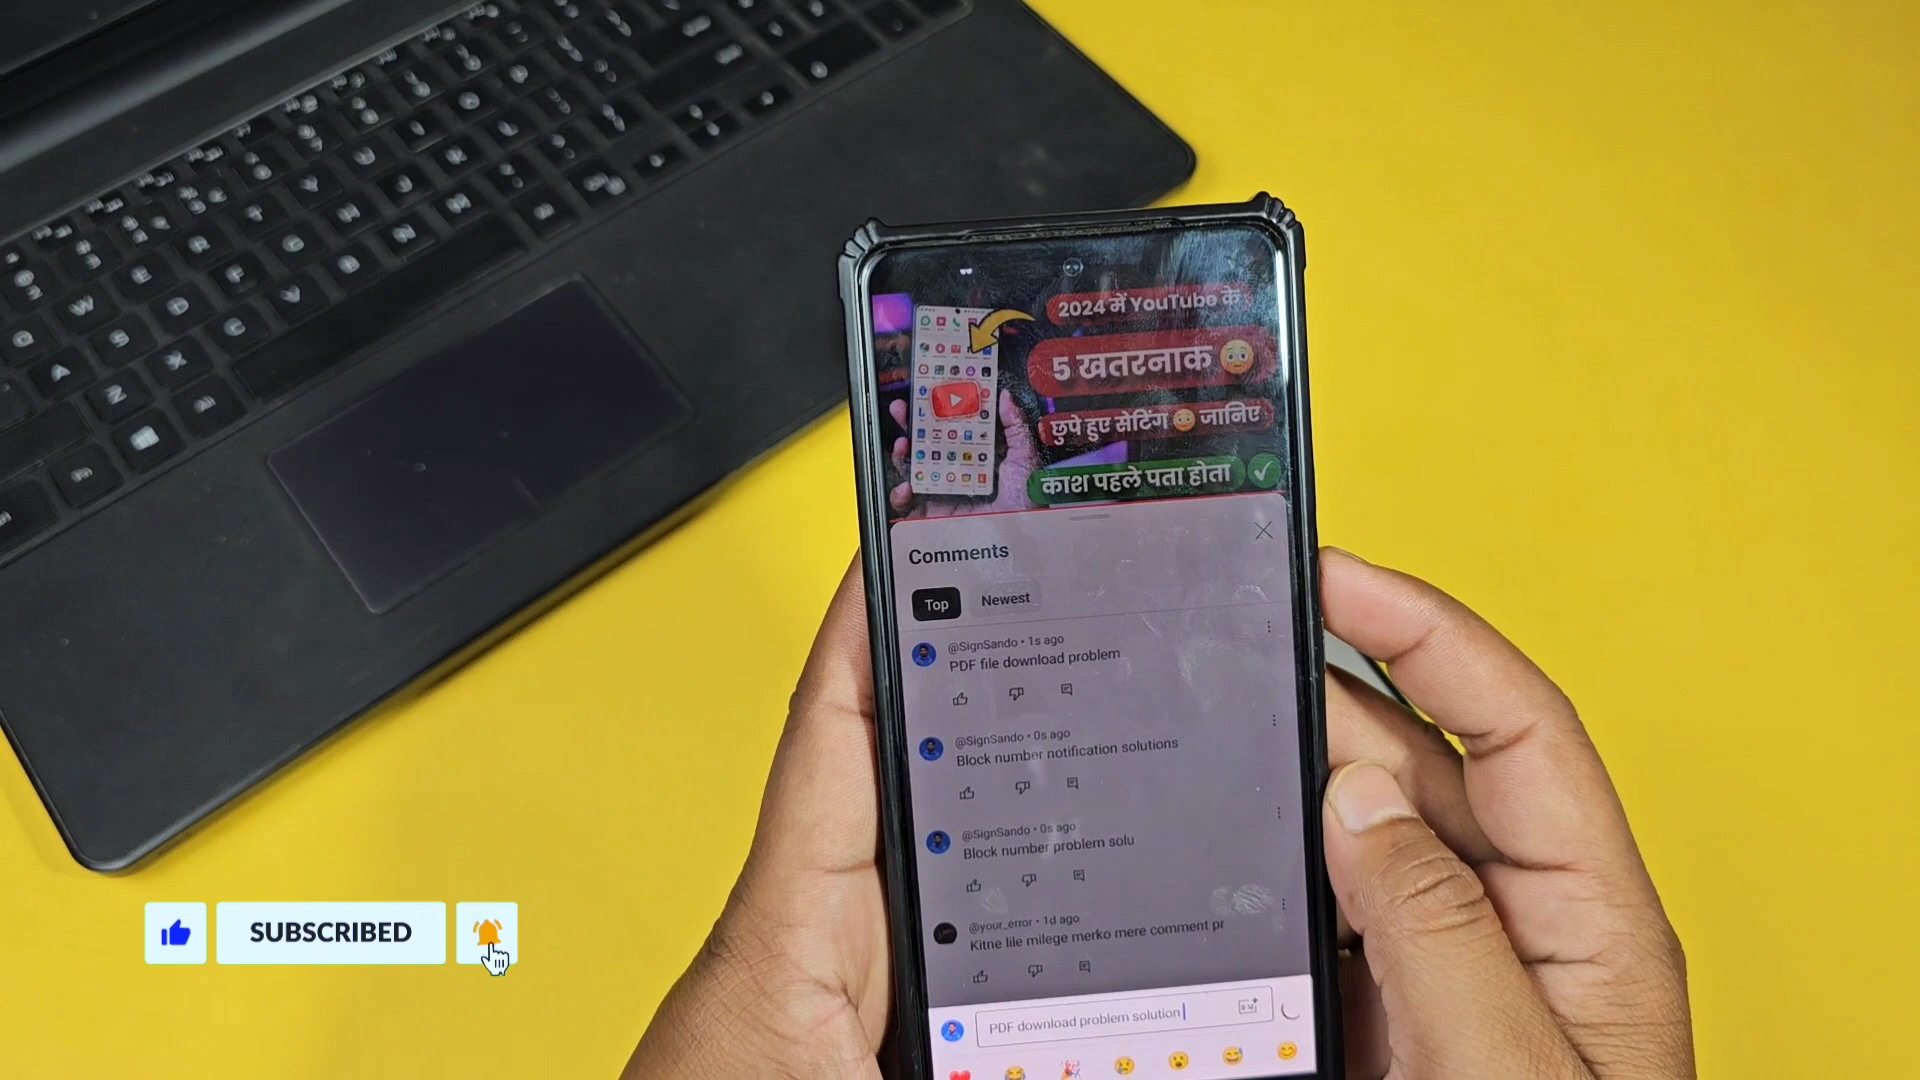 2024 में YouTube के
5 खतरनाक 😳
छुपे हुए सेटिंग 😳 जानिए
काश पहले पता होता
Comments
Top
Newest
@SignSando • 1s ago
PDF file download problem
@SignSando • 0s ago
Block number notification solutions
@SignSando • 0s ago
Block number problem solu
@your_error • 1d ago
Kitne lile milege merko mere comment pr
PDF download problem solution
SUBSCRIBED